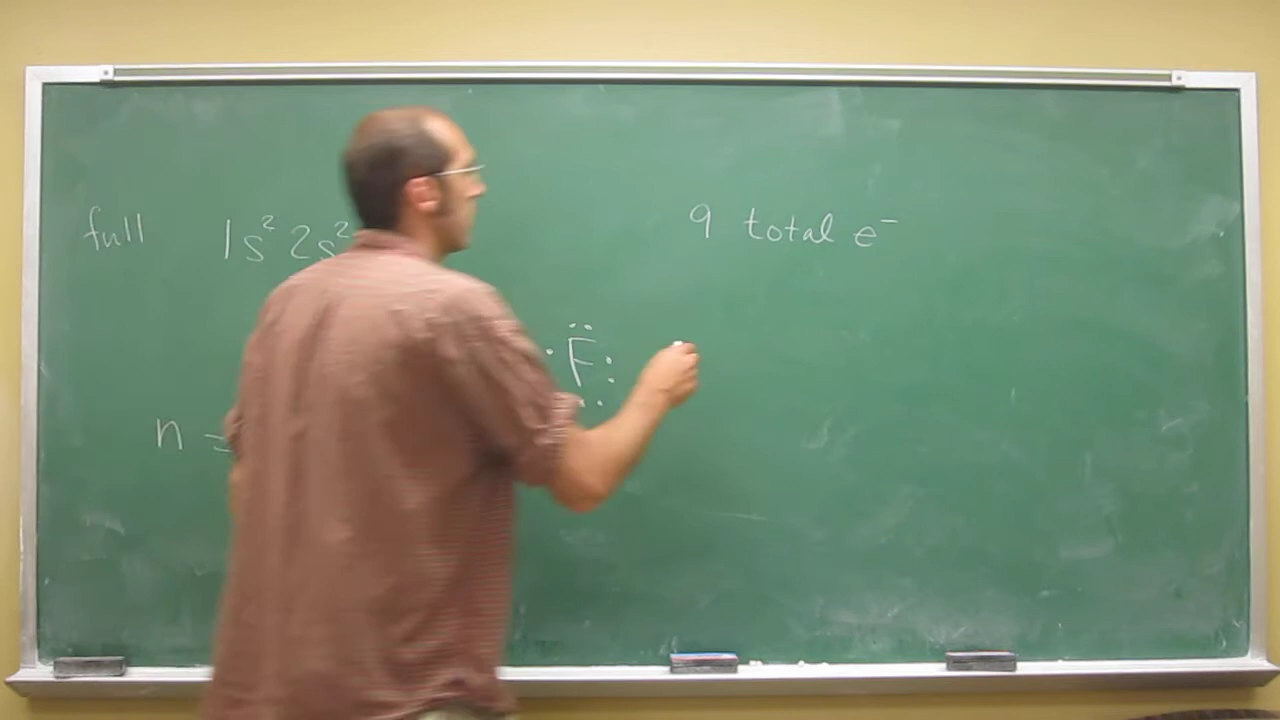 full 1s² 2s² 9 total e⁻
·F̈:
n =